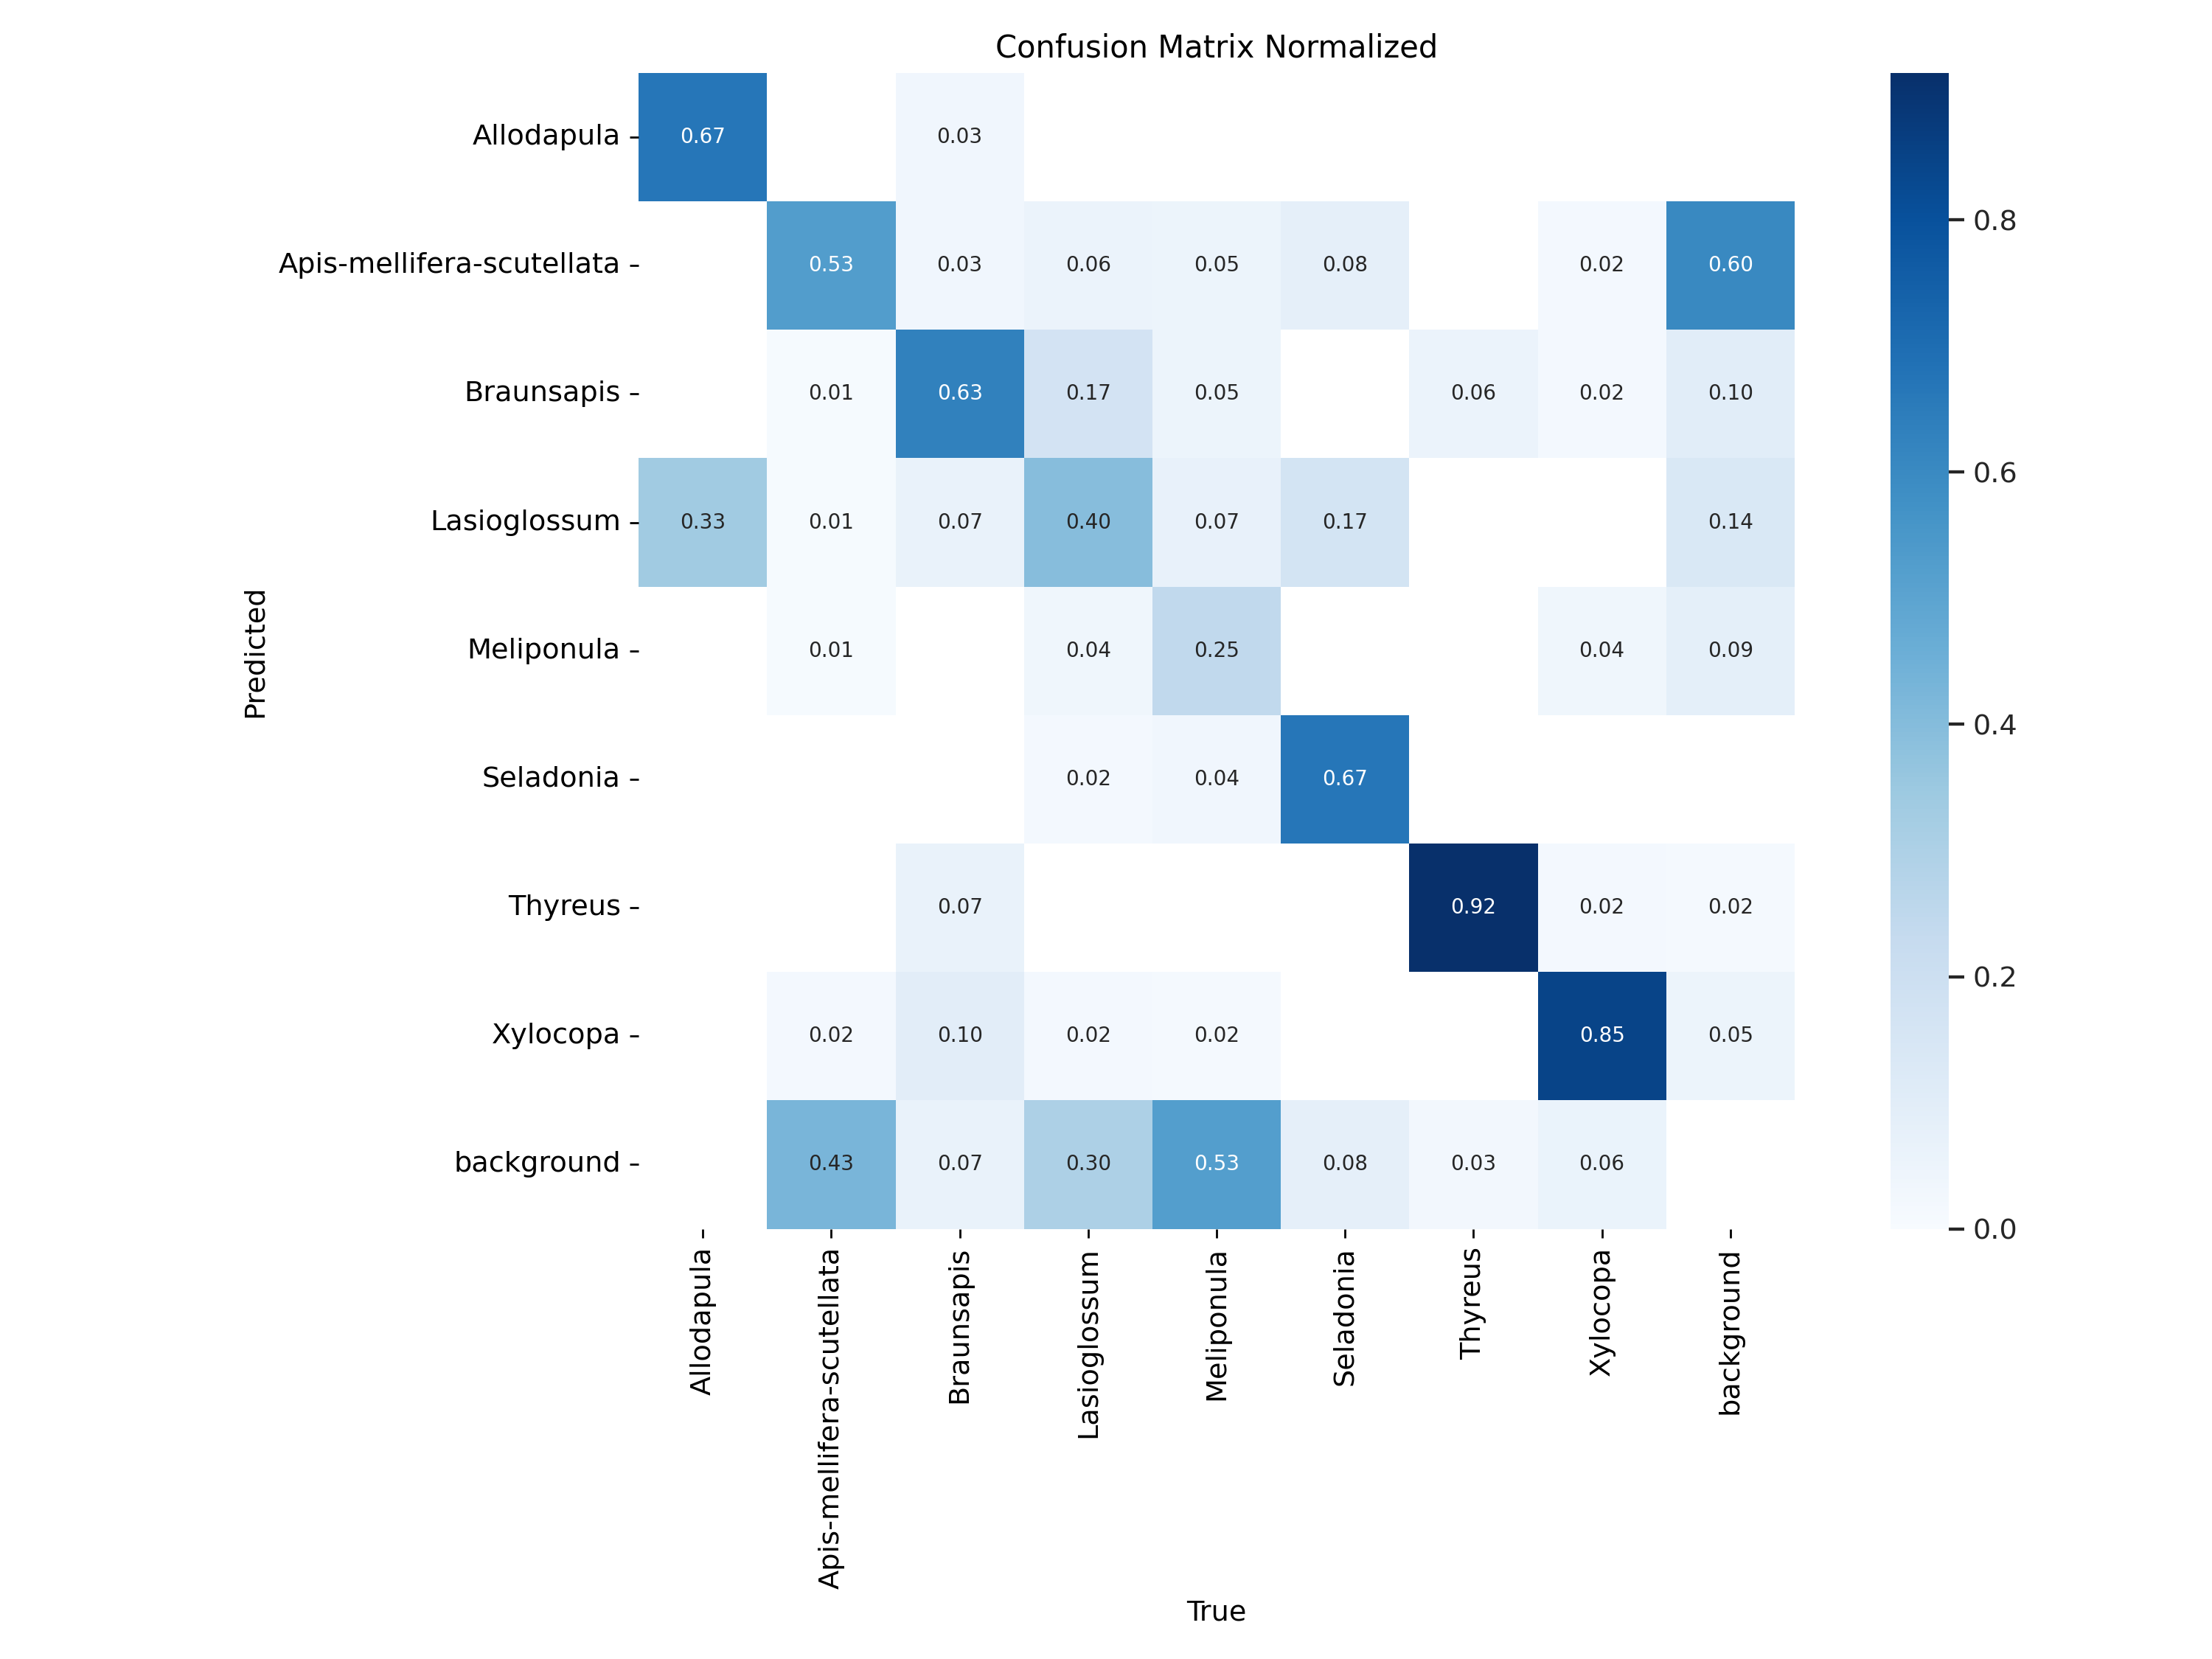 Confusion Matrix Normalized
Allodapula 0.67 0.03
Apis-mellifera-scutellata 0.53 0.03 0.06 0.05 0.08 0.02 0.60
Braunsapis 0.01 0.63 0.17 0.05 0.06 0.02 0.10
Lasioglossum 0.33 0.01 0.07 0.40 0.07 0.17 0.14
Meliponula 0.01 0.04 0.25 0.04 0.09
Seladonia 0.02 0.04 0.67
Thyreus 0.07 0.92 0.02 0.02
Xylocopa 0.02 0.10 0.02 0.02 0.85 0.05
background 0.43 0.07 0.30 0.53 0.08 0.03 0.06
Predicted
Allodapula
Apis-mellifera-scutellata
Braunsapis
Lasioglossum
Meliponula
Seladonia
Thyreus
Xylocopa
background
True
0.8
0.6
0.4
0.2
0.0